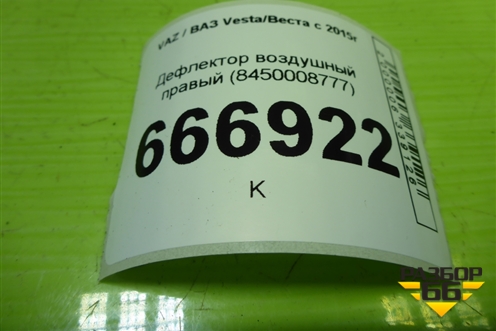 VAZ / ВАЗ Vesta/Веста с 2015г
Дефлектор воздушный
правый (8450008777)
666922
К
РАЗБОР
66